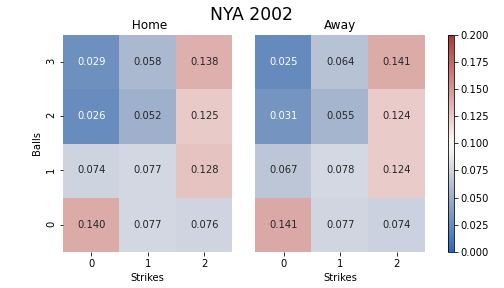 NYA 2002
Home Away
0.200
3 0.029 0.058 0.138 0.025 0.064 0.141
0.175
0.150
2 0.026 0.052 0.125 0.031 0.055 0.124
0.125
Balls
0.100
1 0.074 0.077 0.128 0.067 0.078 0.124
0.075
0.050
0 0.140 0.077 0.076 0.141 0.077 0.074
0.025
0.000
0 1 2 0 1 2
Strikes Strikes